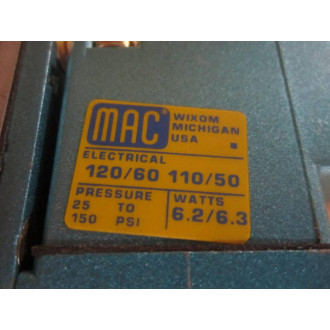 MAC
WIXOM
MICHIGAN
USA
ELECTRICAL
120/60 110/50
PRESSURE
25 TO
150 PSI
WATTS
6.2/6.3